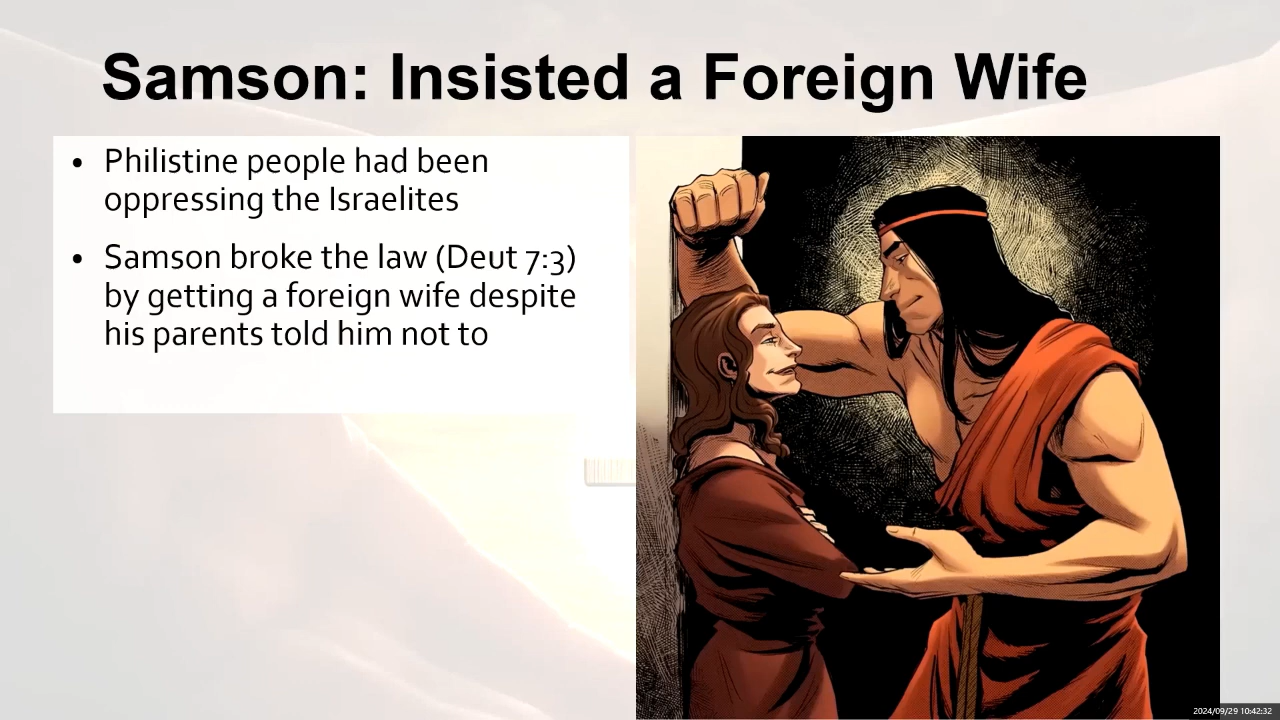 Samson: Insisted a Foreign Wife
• Philistine people had been
oppressing the Israelites
• Samson broke the law (Deut 7:3)
by getting a foreign wife despite
his parents told him not to
2024/09/29 10:42:32